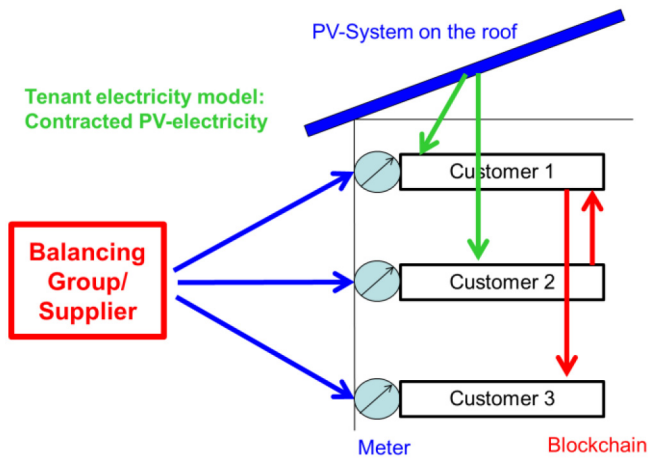 PV-System on the roof
Tenant electricity model:
Contracted PV-electricity
Customer 1
Balancing
Group/
Supplier
Customer 2
Customer 3
Meter
Blockchain